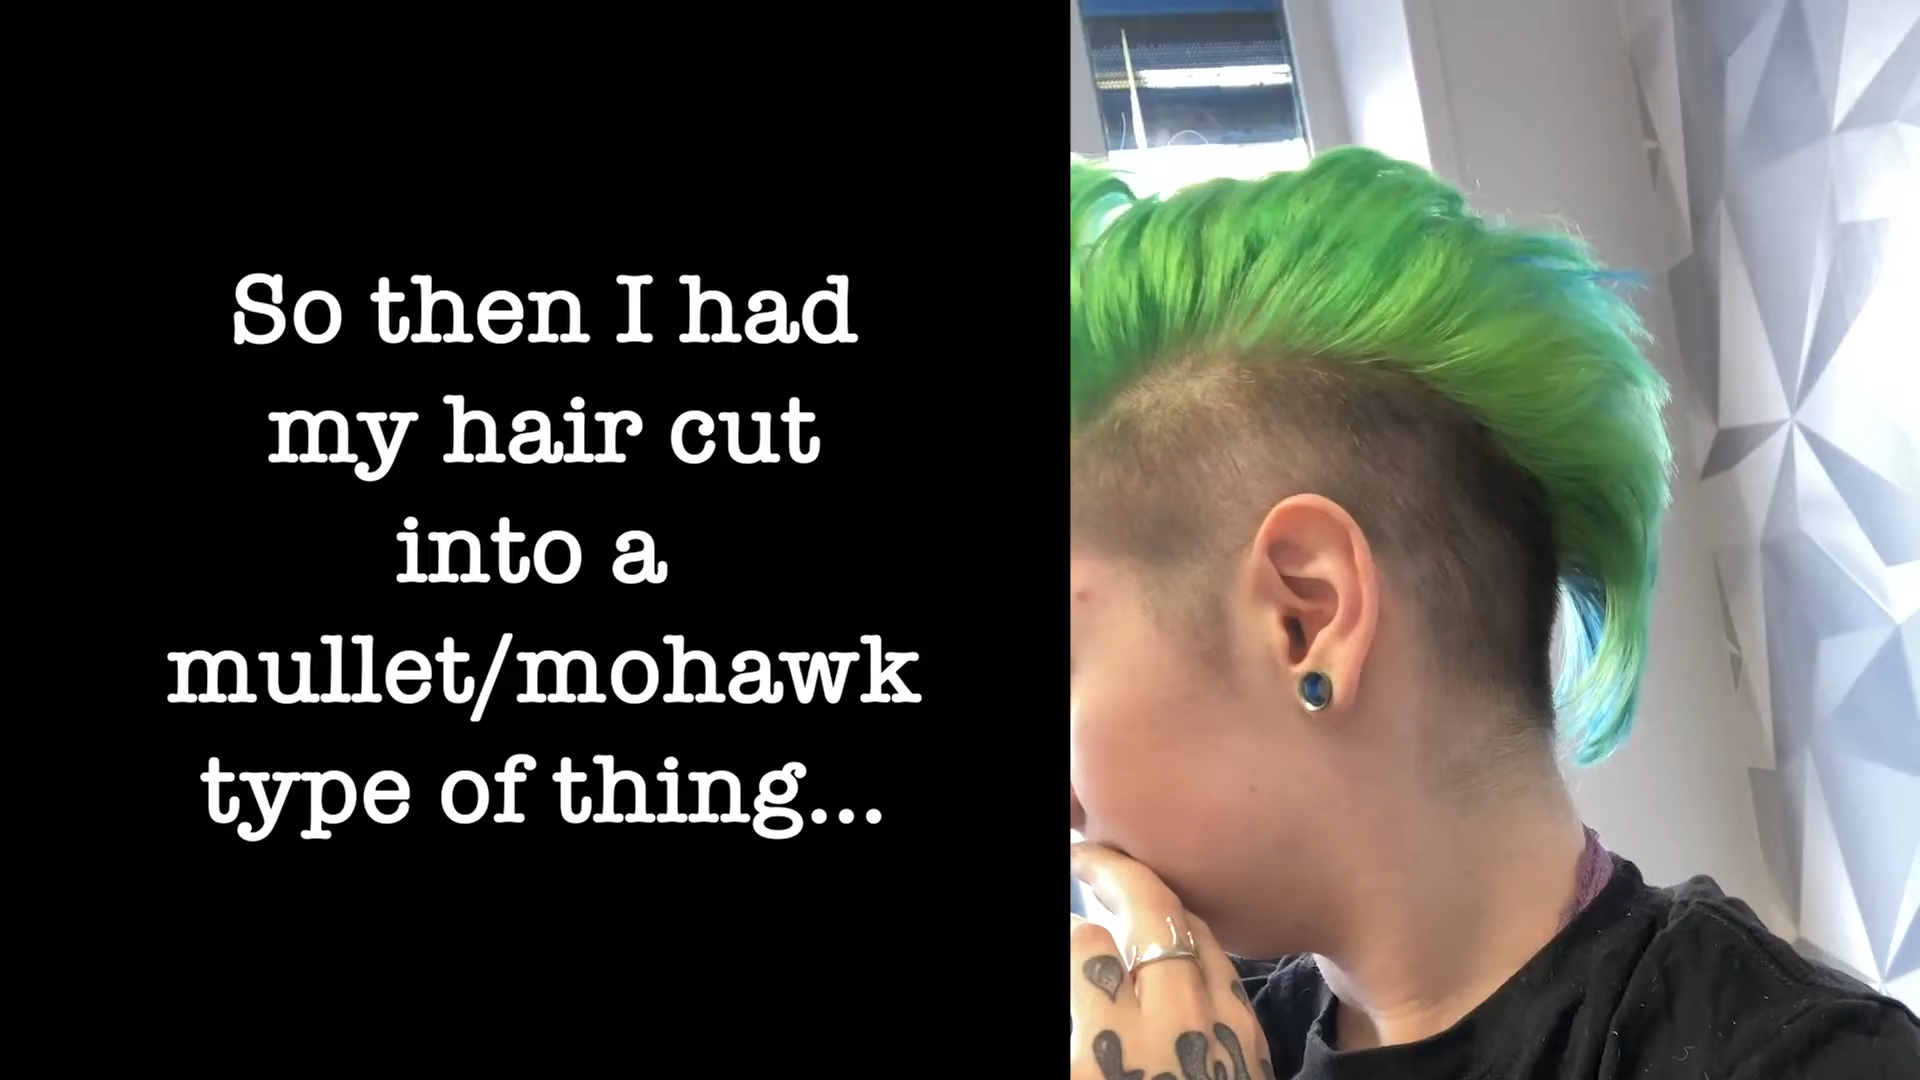 So then I had
my hair cut
into a
mullet/mohawk
type of thing...